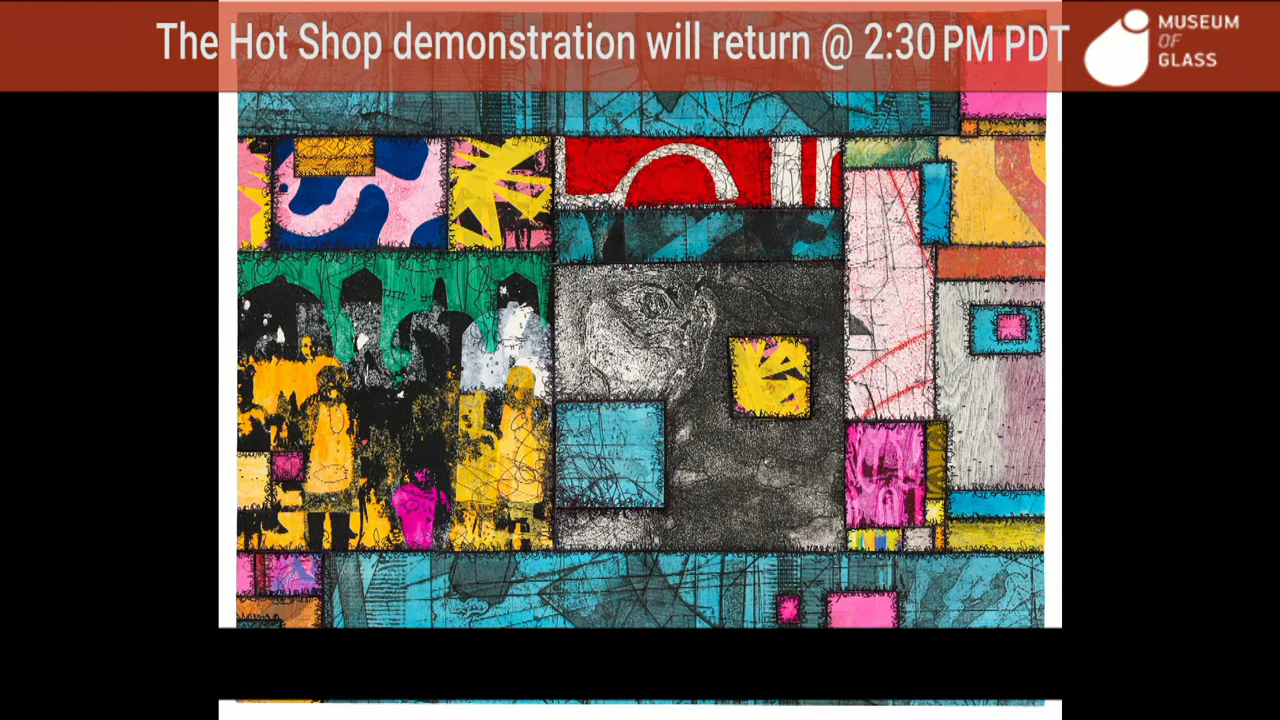 The Hot Shop demonstration will return @ 2:30 PM PDT
MUSEUM
OF
GLASS